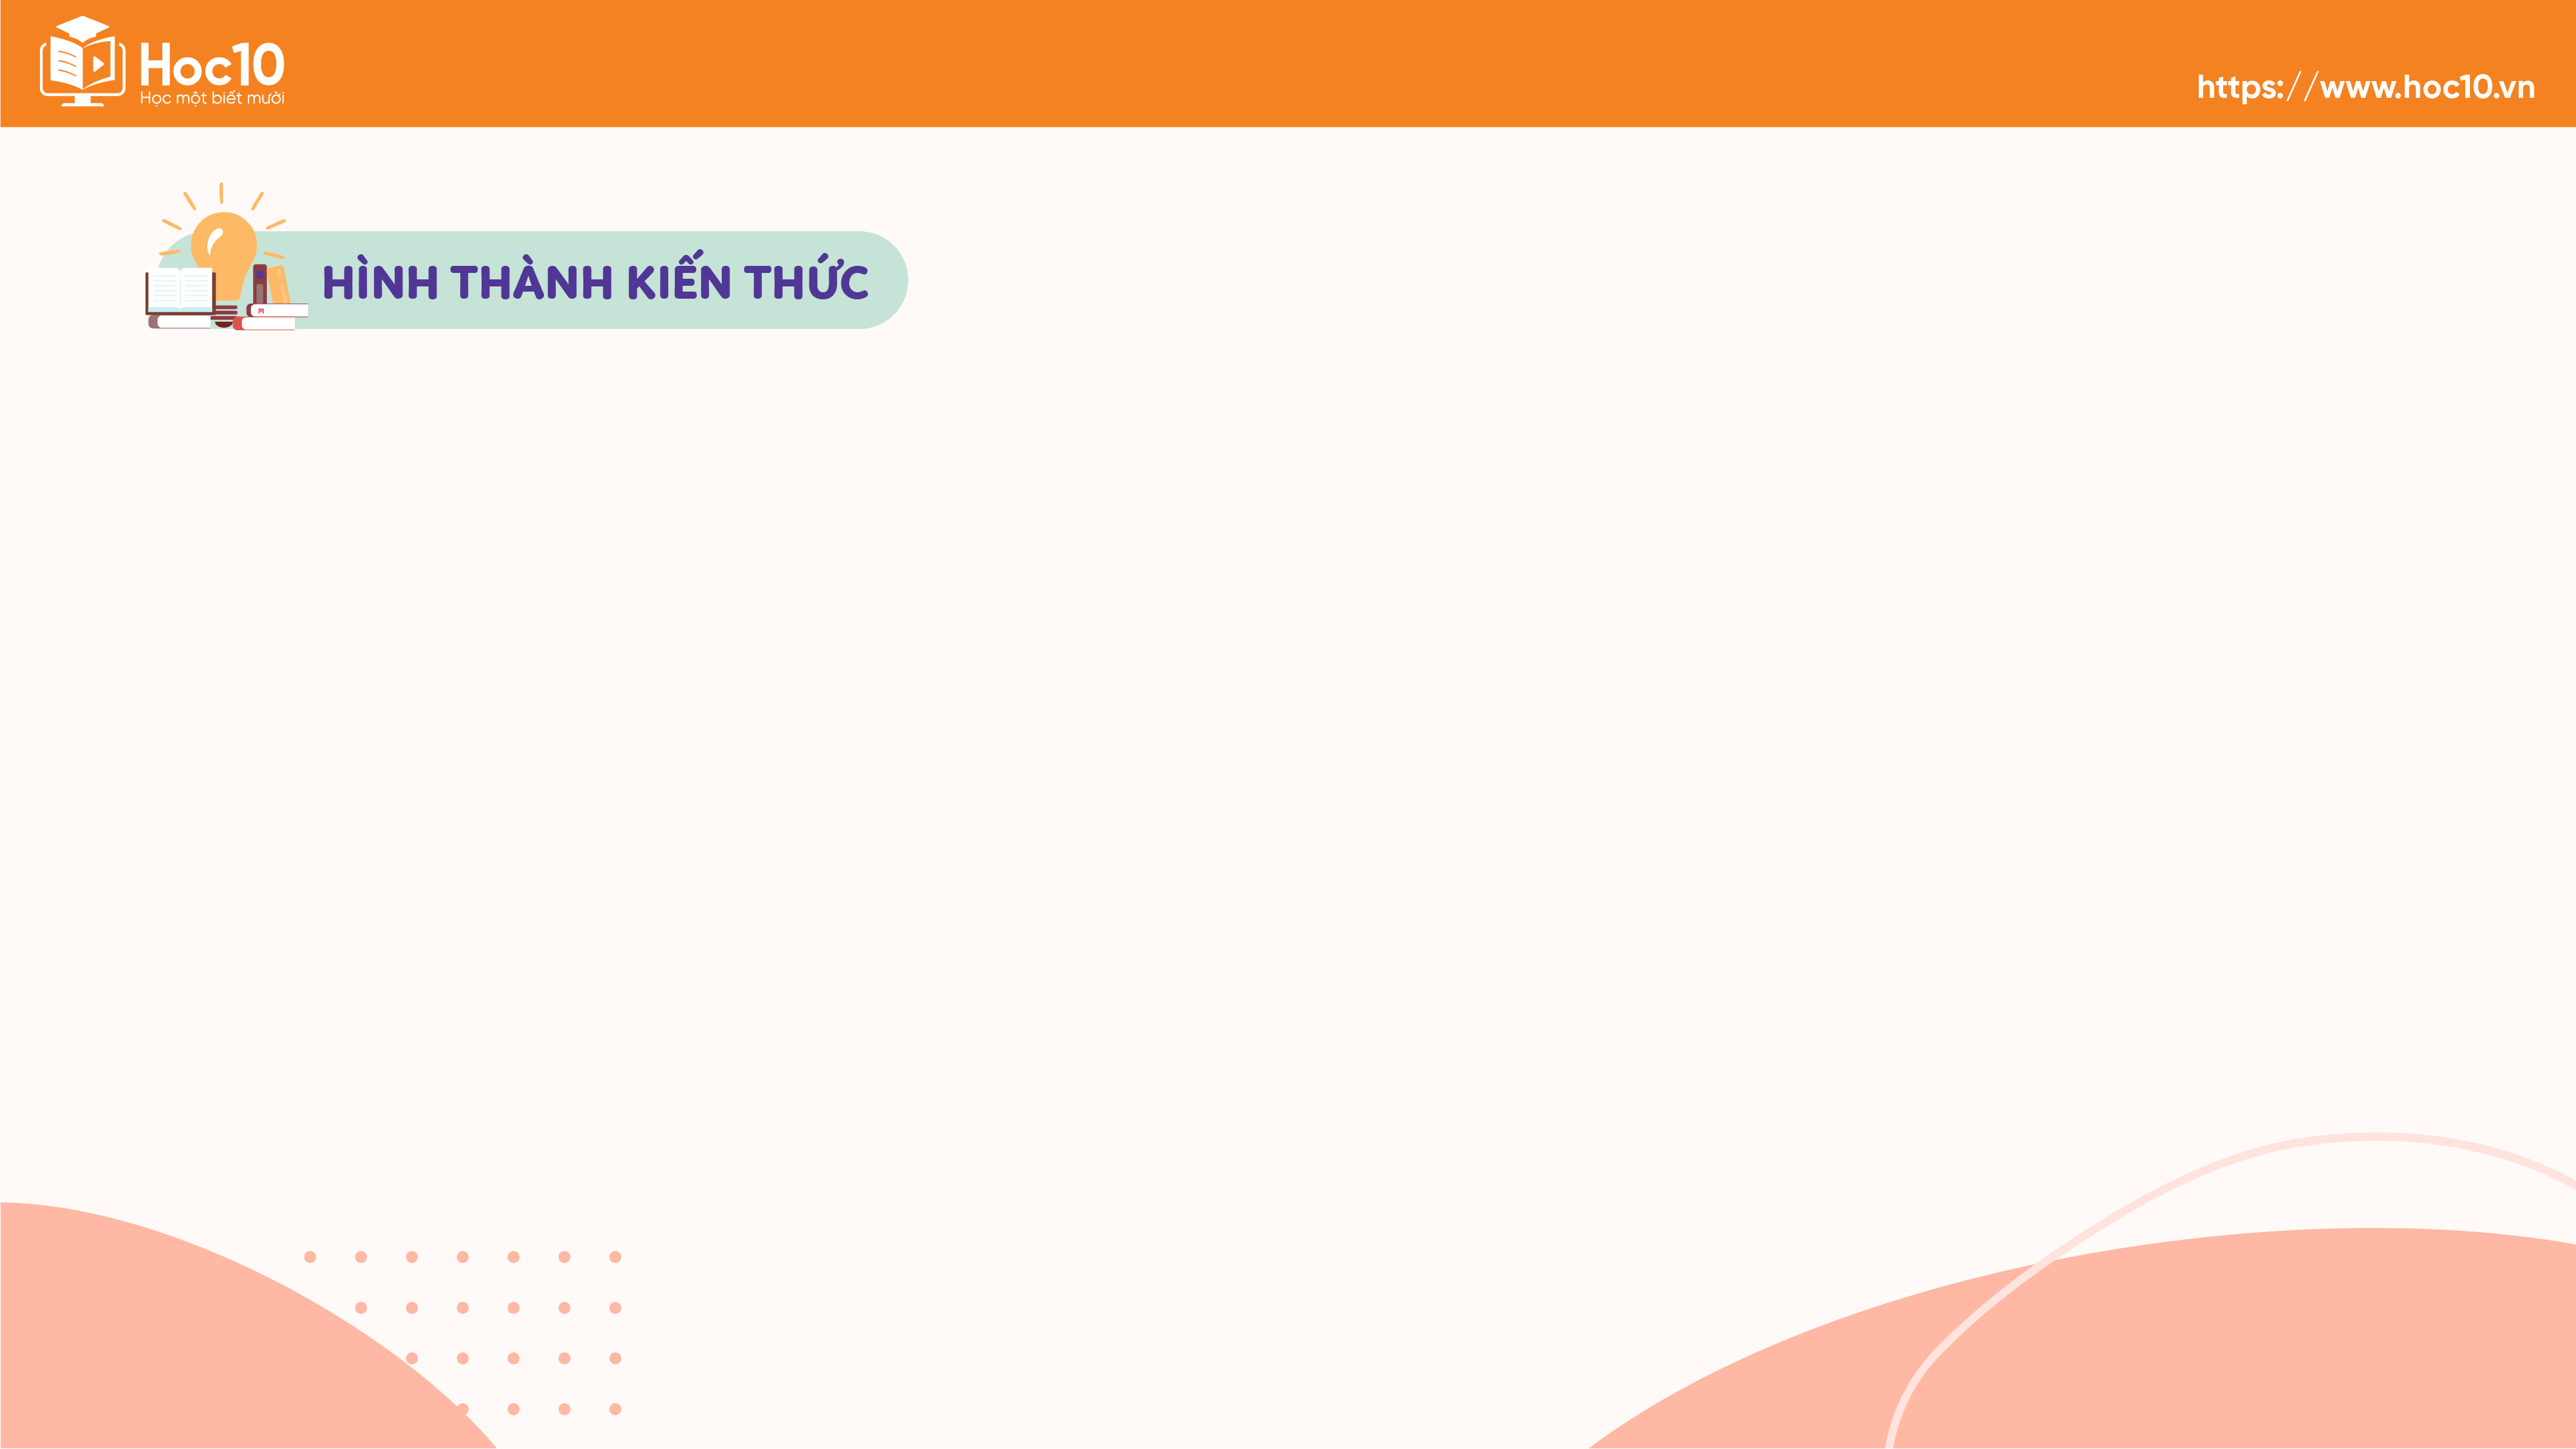 Hoc10
Học một biết mười
https://www.hoc10.vn
HÌNH THÀNH KIẾN THỨC